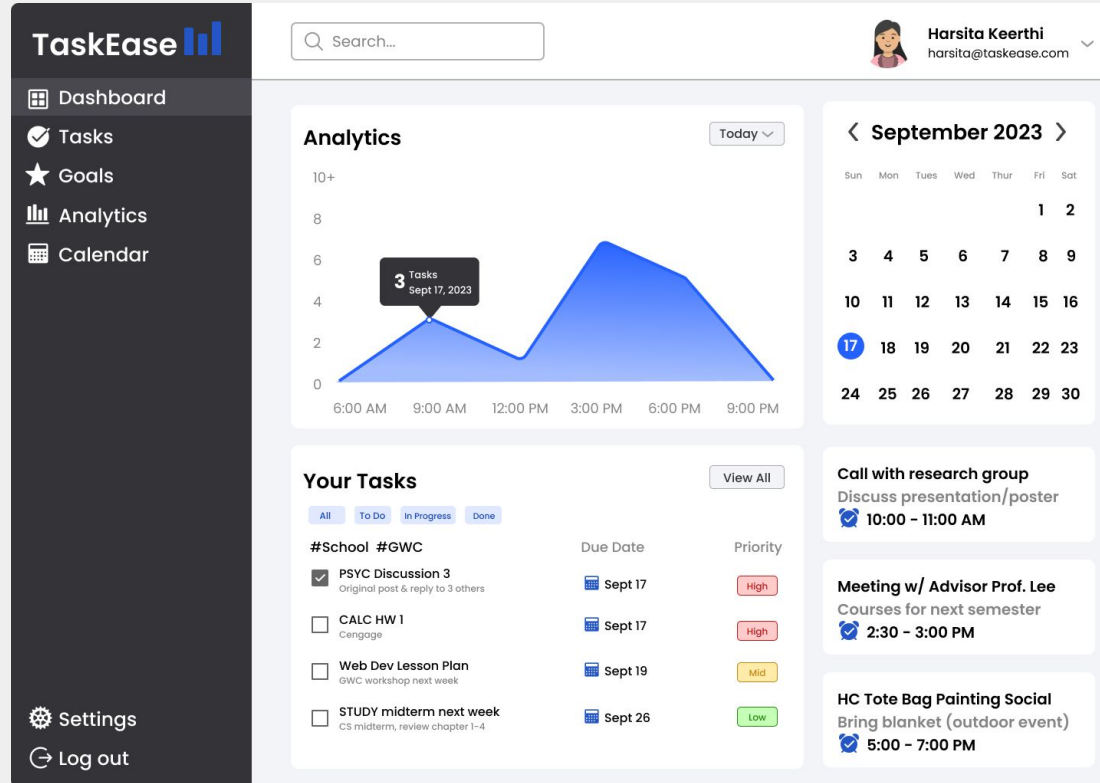 TaskEase
Dashboard
Tasks
Goals
Analytics
Calendar
Settings
Log out
Search...
Harsita Keerthi
harsita@taskease.com
Analytics
Today
10+
8
6
4
2
0
3 Tasks
Sept 17, 2023
6:00 AM 9:00 AM 12:00 PM 3:00 PM 6:00 PM 9:00 PM
Your Tasks
View All
All To Do In Progress Done
#School #GWC Due Date Priority
PSYC Discussion 3
Original post & reply to 3 others
Sept 17
High
CALC HW 1
Cengage
Sept 17
High
Web Dev Lesson Plan
GWC workshop next week
Sept 19
Mid
STUDY midterm next week
CS midterm, review chapter 1-4
Sept 26
Low
September 2023
Sun Mon Tues Wed Thur Fri Sat
1 2
3 4 5 6 7 8 9
10 11 12 13 14 15 16
17 18 19 20 21 22 23
24 25 26 27 28 29 30
Call with research group
Discuss presentation/poster
10:00 - 11:00 AM
Meeting w/ Advisor Prof. Lee
Courses for next semester
2:30 - 3:00 PM
HC Tote Bag Painting Social
Bring blanket (outdoor event)
5:00 - 7:00 PM